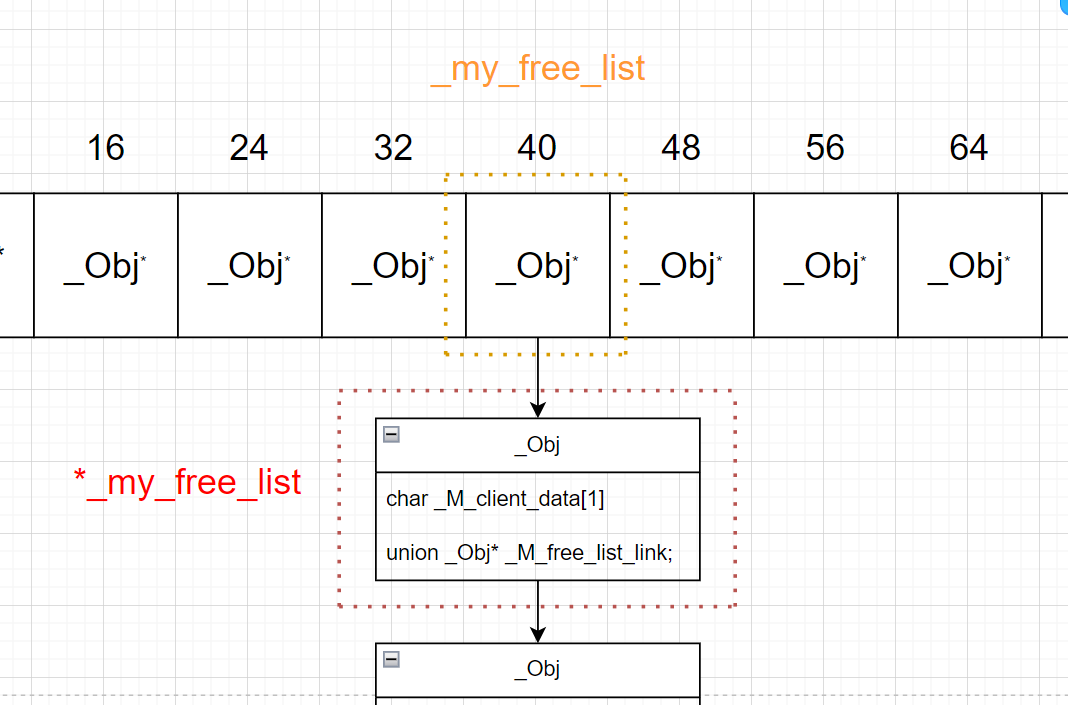 _my_free_list
16 24 32 40 48 56 64
* _Obj* _Obj* _Obj* _Obj* _Obj* _Obj* _Obj*
_Obj
*_my_free_list
char _M_client_data[1]
union _Obj* _M_free_list_link;
_Obj